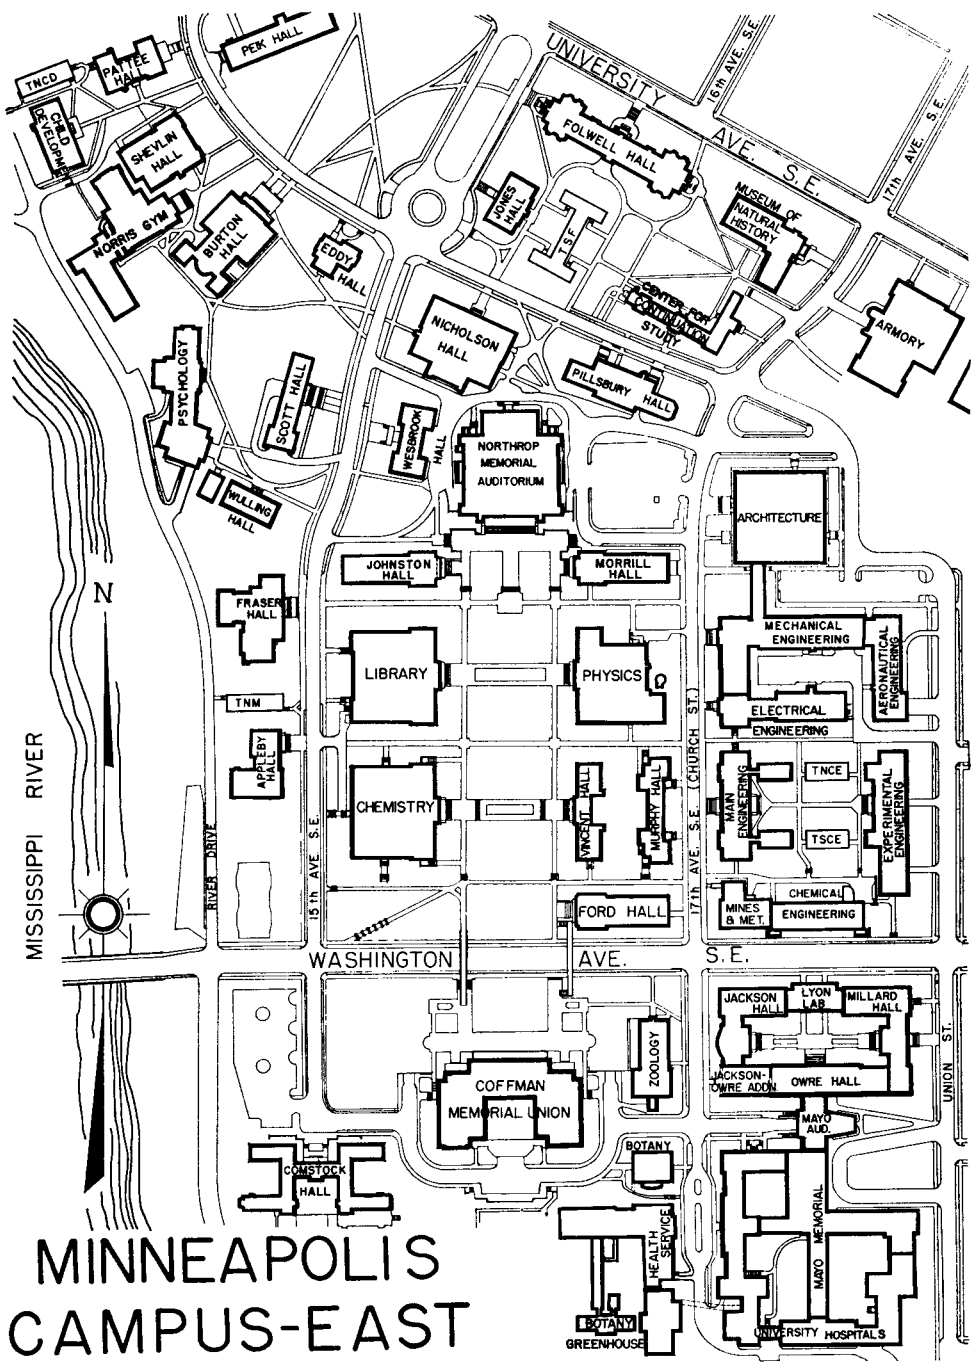 PEIK HALL
UNIVERSITY
AVE.
S. E.
16th AVE. S.E.
17th AVE. S.E.
TNCD
PATTEE
HALL
CHILD
DEVELOPME
SHEVLIN
HALL
FOLWELL HALL
JONES
HALL
T S F
MUSEUM OF
NATURAL
HISTORY
NORRIS GYM
BURTON
HALL
EDDY
HALL
CENTER FOR
CONTINUATION
STUDY
NICHOLSON
HALL
ARMORY
PSYCHOLOGY
SCOTT HALL
PILLSBURY HALL
WESBROOK
HALL
NORTHROP
MEMORIAL
AUDITORIUM
WULLING
HALL
ARCHITECTURE
JOHNSTON
HALL
MORRILL
HALL
N
FRASER
HALL
MECHANICAL
ENGINEERING
AERONAUTICAL
ENGINEERING
LIBRARY
PHYSICS
TNM
ELECTRICAL
ENGINEERING
MISSISSIPPI RIVER
APPLEBY
HALL
CHEMISTRY
VINCENT HALL
MURPHY HALL
17th AVE. S.E. (CHURCH ST.)
MAIN
ENGINEERING
TNCE
TSCE
EXPERIMENTAL
ENGINEERING
RIVER DRIVE
15th AVE. S.E.
FORD HALL
MINES
& MET.
CHEMICAL
ENGINEERING
WASHINGTON AVE. S.E.
JACKSON
HALL
LYON
LAB
MILLARD
HALL
ZOOLOGY
COFFMAN
MEMORIAL UNION
JACKSON-
OWRE ADDN.
OWRE HALL
UNION ST.
MAYO
AUD.
COMSTOCK
HALL
BOTANY
HEALTH
SERVICE
MAYO MEMORIAL
BOTANY
GREENHOUSE
UNIVERSITY HOSPITALS
MINNEAPOLIS
CAMPUS-EAST